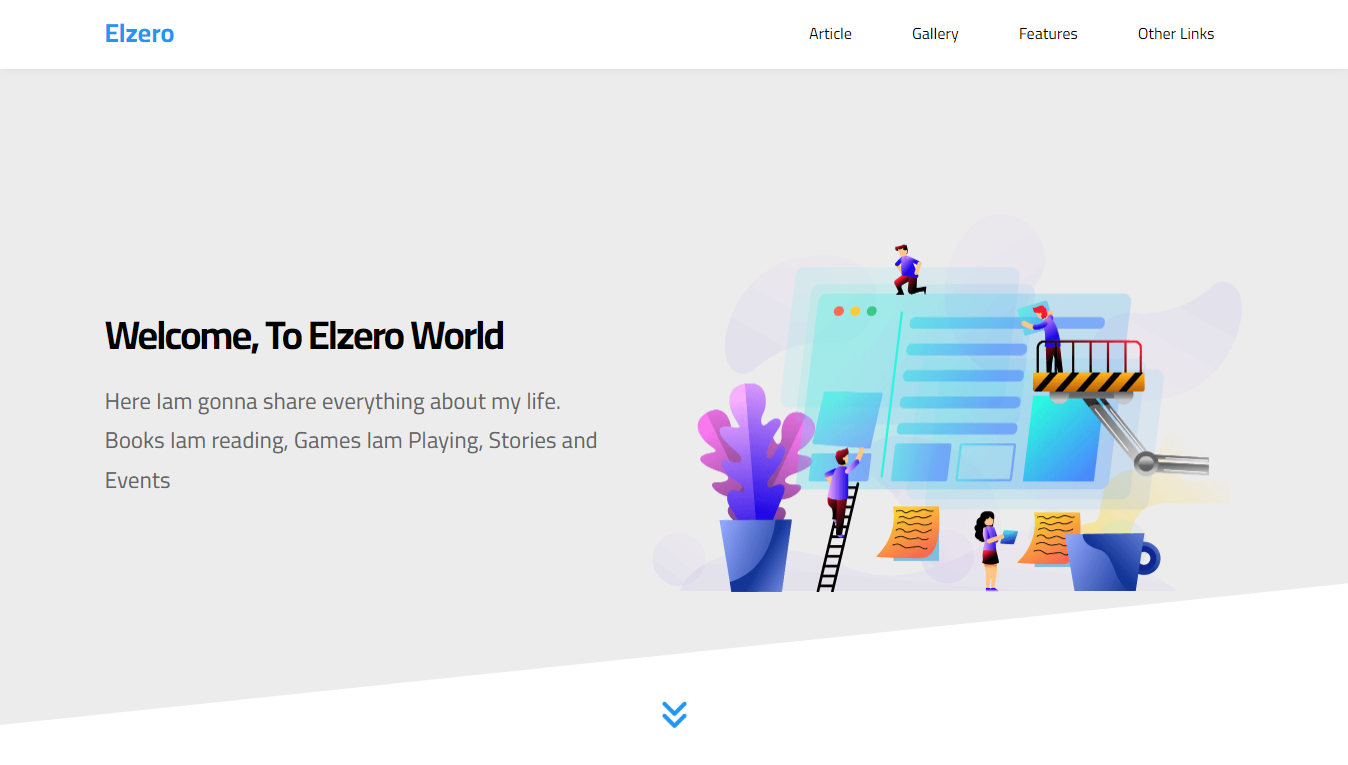 Elzero
Article
Gallery
Features
Other Links
Welcome, To Elzero World
Here Iam gonna share everything about my life.
Books Iam reading, Games Iam Playing, Stories and
Events